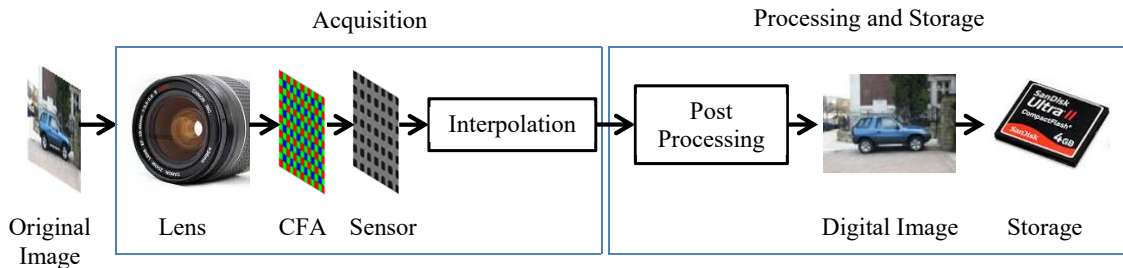 Acquisition
Processing and Storage
Interpolation
Post
Processing
SanDisk
Ultra II
CompactFlash
SanDisk
4GB
Original
Image
Lens
CFA
Sensor
Digital Image
Storage